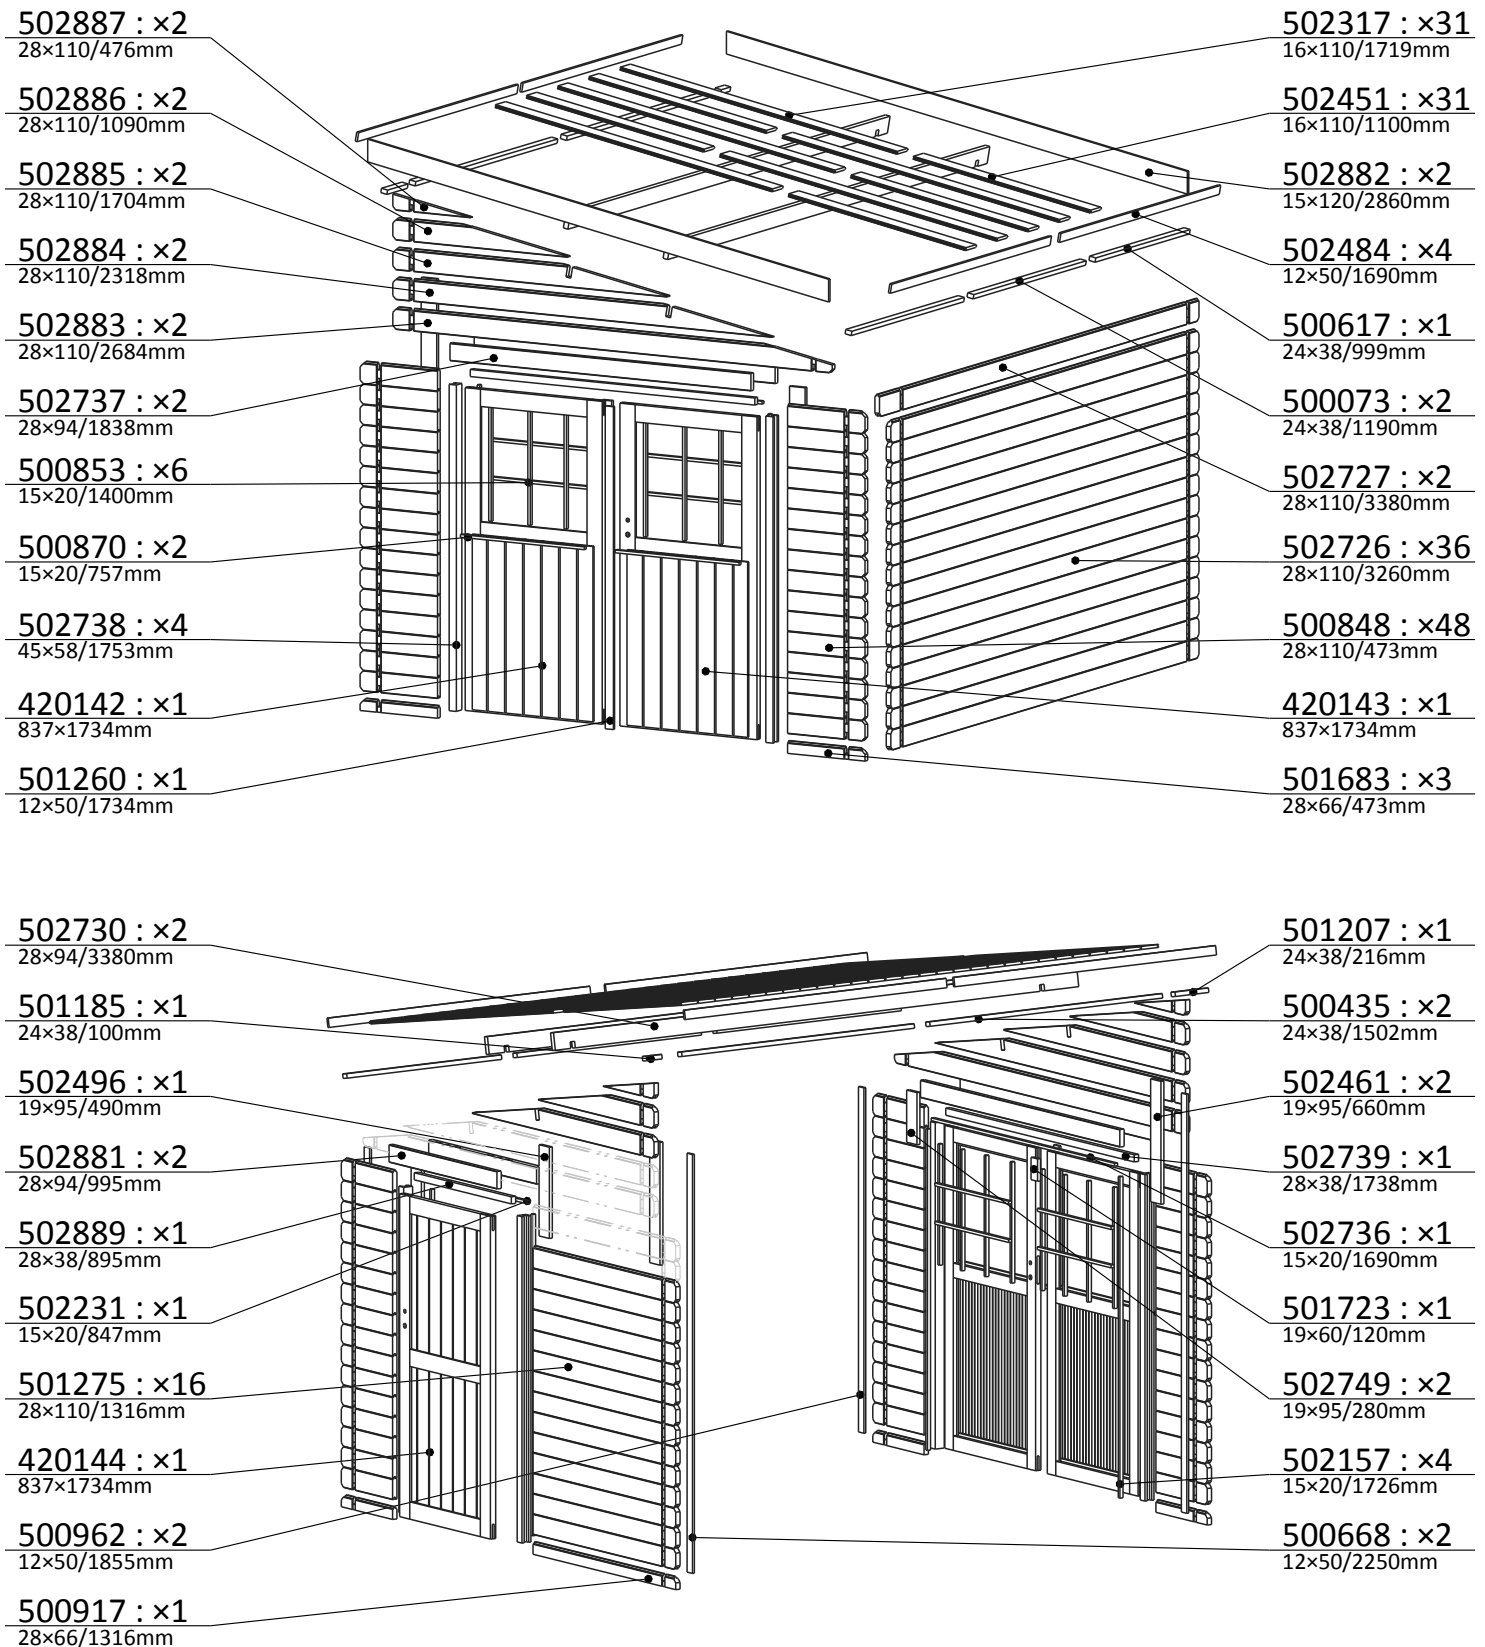 502887 : ×2
28×110/476mm
502886 : ×2
28×110/1090mm
502885 : ×2
28×110/1704mm
502884 : ×2
28×110/2318mm
502883 : ×2
28×110/2684mm
502737 : ×2
28×94/1838mm
500853 : ×6
15×20/1400mm
500870 : ×2
15×20/757mm
502738 : ×4
45×58/1753mm
420142 : ×1
837×1734mm
501260 : ×1
12×50/1734mm
502317 : ×31
16×110/1719mm
502451 : ×31
16×110/1100mm
502882 : ×2
15×120/2860mm
502484 : ×4
12×50/1690mm
500617 : ×1
24×38/999mm
500073 : ×2
24×38/1190mm
502727 : ×2
28×110/3380mm
502726 : ×36
28×110/3260mm
500848 : ×48
28×110/473mm
420143 : ×1
837×1734mm
501683 : ×3
28×66/473mm
502730 : ×2
28×94/3380mm
501185 : ×1
24×38/100mm
502496 : ×1
19×95/490mm
502881 : ×2
28×94/995mm
502889 : ×1
28×38/895mm
502231 : ×1
15×20/847mm
501275 : ×16
28×110/1316mm
420144 : ×1
837×1734mm
500962 : ×2
12×50/1855mm
500917 : ×1
28×66/1316mm
501207 : ×1
24×38/216mm
500435 : ×2
24×38/1502mm
502461 : ×2
19×95/660mm
502739 : ×1
28×38/1738mm
502736 : ×1
15×20/1690mm
501723 : ×1
19×60/120mm
502749 : ×2
19×95/280mm
502157 : ×4
15×20/1726mm
500668 : ×2
12×50/2250mm